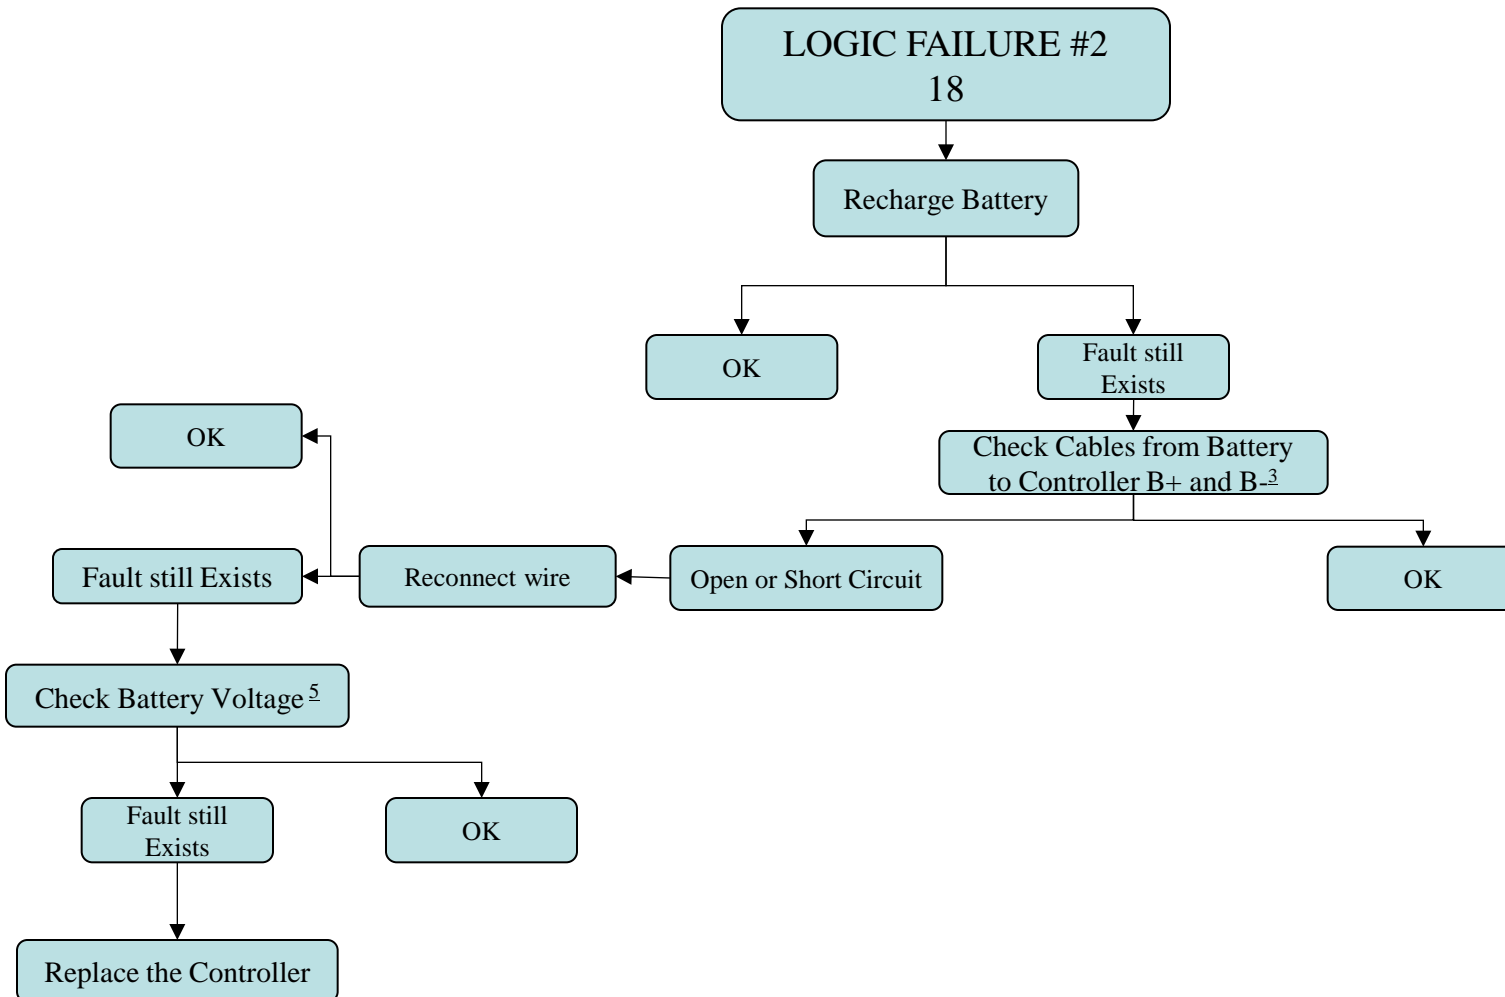 LOGIC FAILURE #2
18
Recharge Battery
OK
Fault still
Exists
OK
Check Cables from Battery
to Controller B+ and B-3
Fault still Exists
Reconnect wire
Open or Short Circuit
OK
Check Battery Voltage 5
Fault still
Exists
OK
Replace the Controller